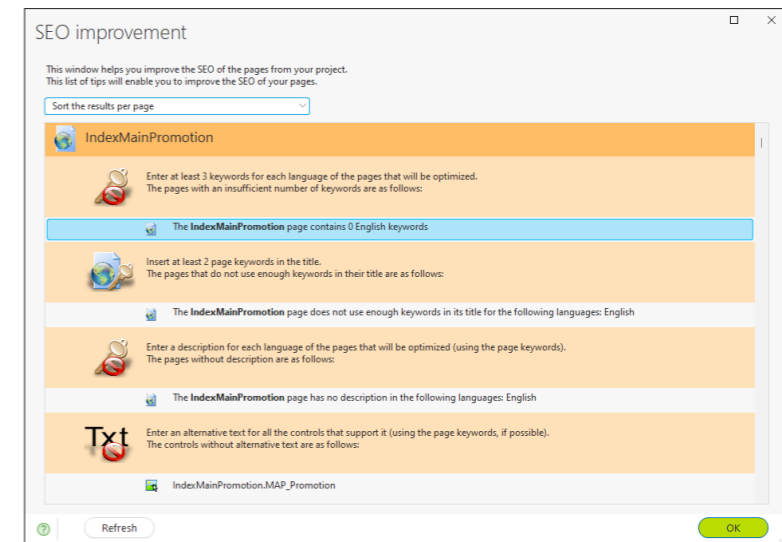 SEO improvement
This window helps you improve the SEO of the pages from your project.
This list of tips will enable you to improve the SEO of your pages.
Sort the results per page
IndexMainPromotion
Enter at least 3 keywords for each language of the pages that will be optimized.
The pages with an insufficient number of keywords are as follows:
The IndexMainPromotion page contains 0 English keywords
Insert at least 2 page keywords in the title.
The pages that do not use enough keywords in their title are as follows:
The IndexMainPromotion page does not use enough keywords in its title for the following languages: English
Enter a description for each language of the pages that will be optimized (using the page keywords).
The pages without description are as follows:
The IndexMainPromotion page has no description in the following languages: English
Txt
Enter an alternative text for all the controls that support it (using the page keywords, if possible).
The controls without alternative text are as follows:
IndexMainPromotion.MAP_Promotion
? Refresh OK